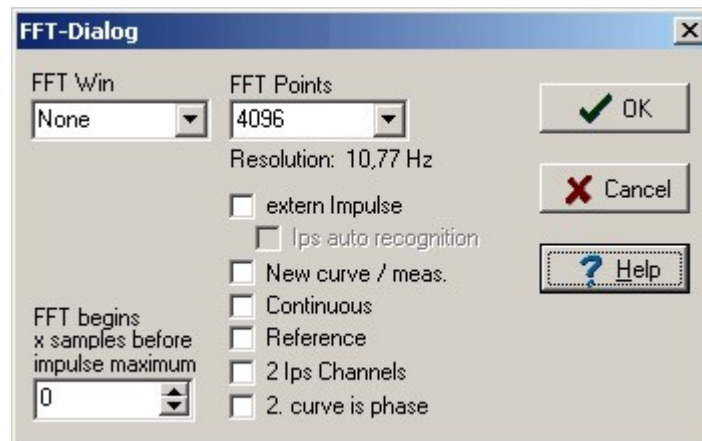 FFT-Dialog
FFT Win
None
FFT Points
4096
Resolution: 10,77 Hz
OK
Cancel
Help
extern Impulse
Ips auto recognition
New curve / meas.
Continuous
Reference
2 Ips Channels
2. curve is phase
FFT begins
x samples before
impulse maximum
0